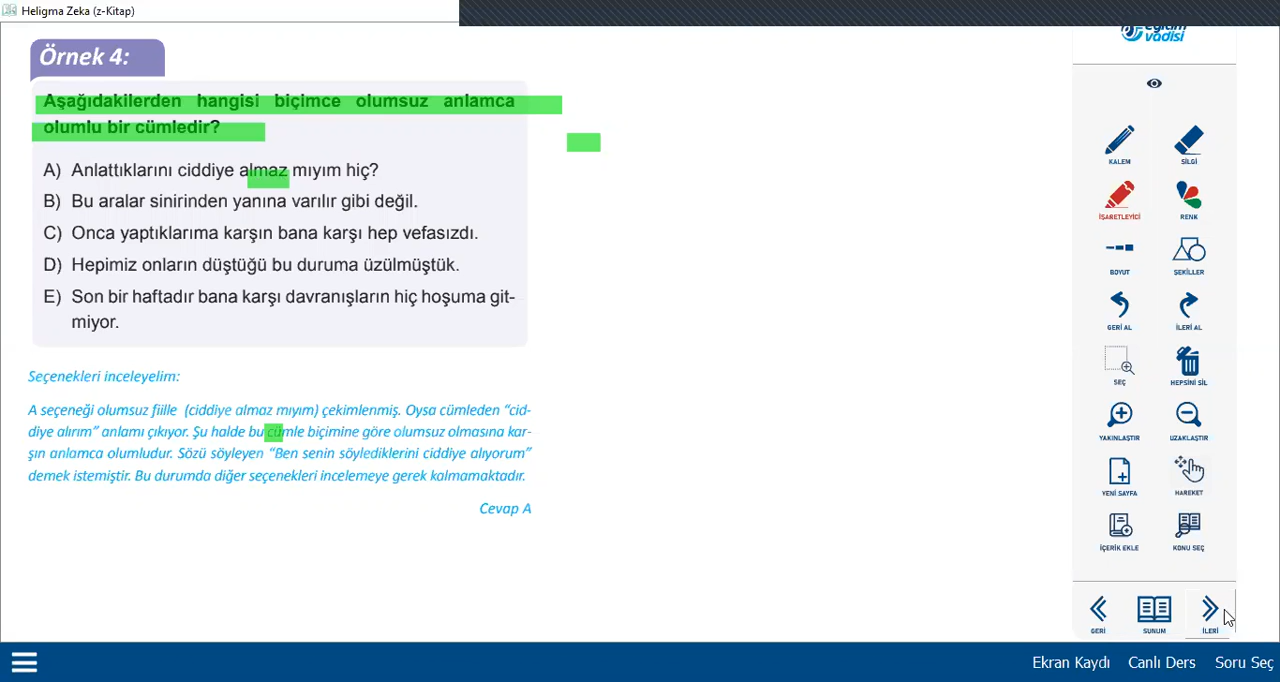 Heligma Zeka (z-Kitap)
Örnek 4:
Aşağıdakilerden hangisi biçimce olumsuz anlamca
olumlu bir cümledir?
A) Anlattıklarını ciddiye almaz mıyım hiç?
B) Bu aralar sinirinden yanına varılır gibi değil.
C) Onca yaptıklarıma karşın bana karşı hep vefasızdı.
D) Hepimiz onların düştüğü bu duruma üzülmüştük.
E) Son bir haftadır bana karşı davranışların hiç hoşuma git-
miyor.
Seçenekleri inceleyelim:
A seçeneği olumsuz fiille (ciddiye almaz mıyım) çekimlenmiş. Oysa cümleden “cid-
diye alırım” anlamı çıkıyor. Şu halde bu cümle biçimine göre olumsuz olmasına kar-
şın anlamca olumludur. Sözü söyleyen “Ben senin söylediklerini ciddiye alıyorum”
demek istemiştir. Bu durumda diğer seçenekleri incelemeye gerek kalmamaktadır.
Cevap A
eğitim
vadisi
KALEM SİLGİ
İŞARETLEYİCİ RENK
BOYUT ŞEKİLLER
GERİ AL İLERİ AL
SEÇ HEPSİNİ SİL
YAKINLAŞTIR UZAKLAŞTIR
YENİ SAYFA HAREKET
İÇERİK EKLE KONU SEÇ
GERİ SUNUM İLERİ
Ekran Kaydı Canlı Ders Soru Seç